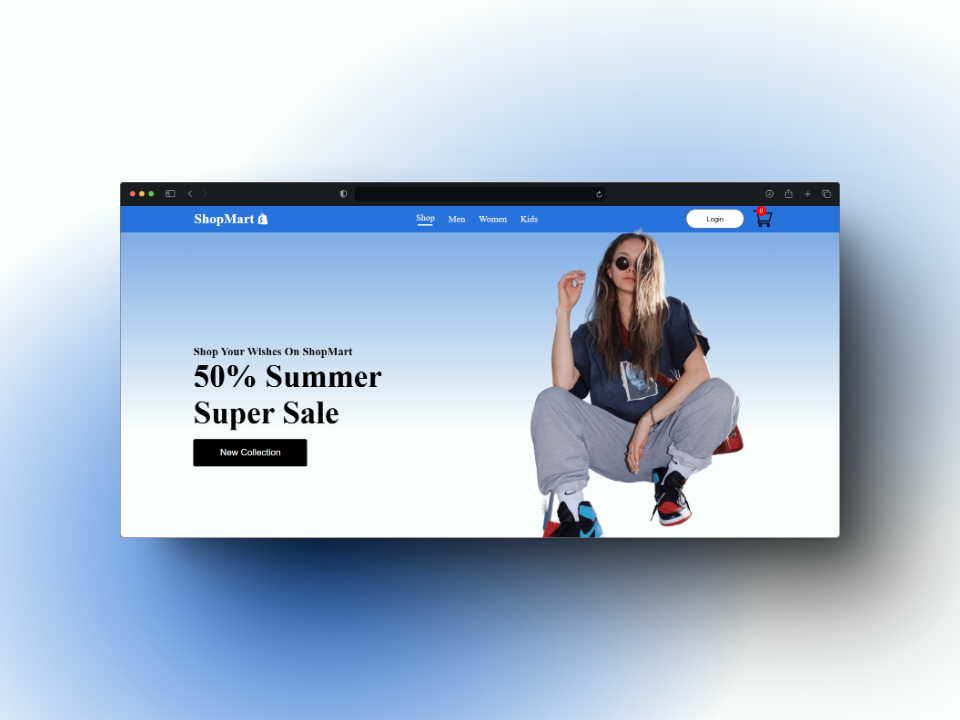 ShopMart
Shop Men Women Kids
Login
0
Shop Your Wishes On ShopMart
50% Summer
Super Sale
New Collection